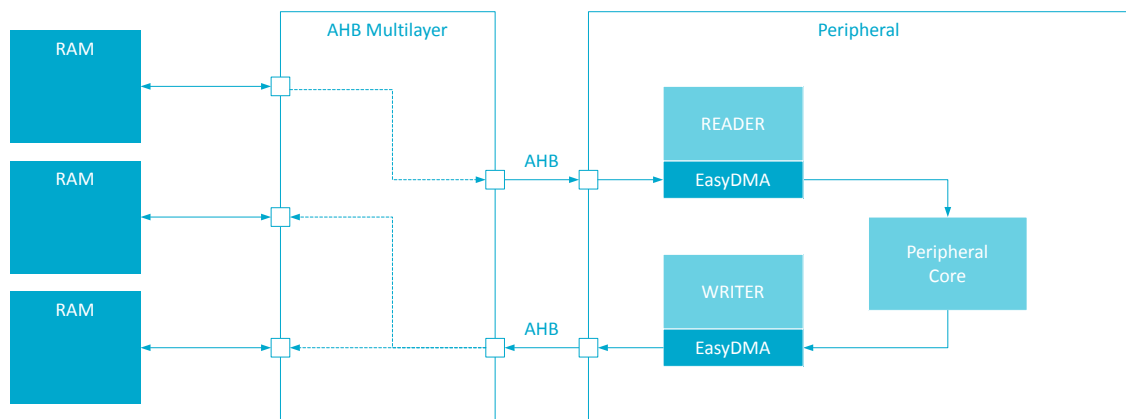 RAM
AHB Multilayer
Peripheral
READER
AHB
EasyDMA
RAM
Peripheral
Core
WRITER
RAM
AHB
EasyDMA